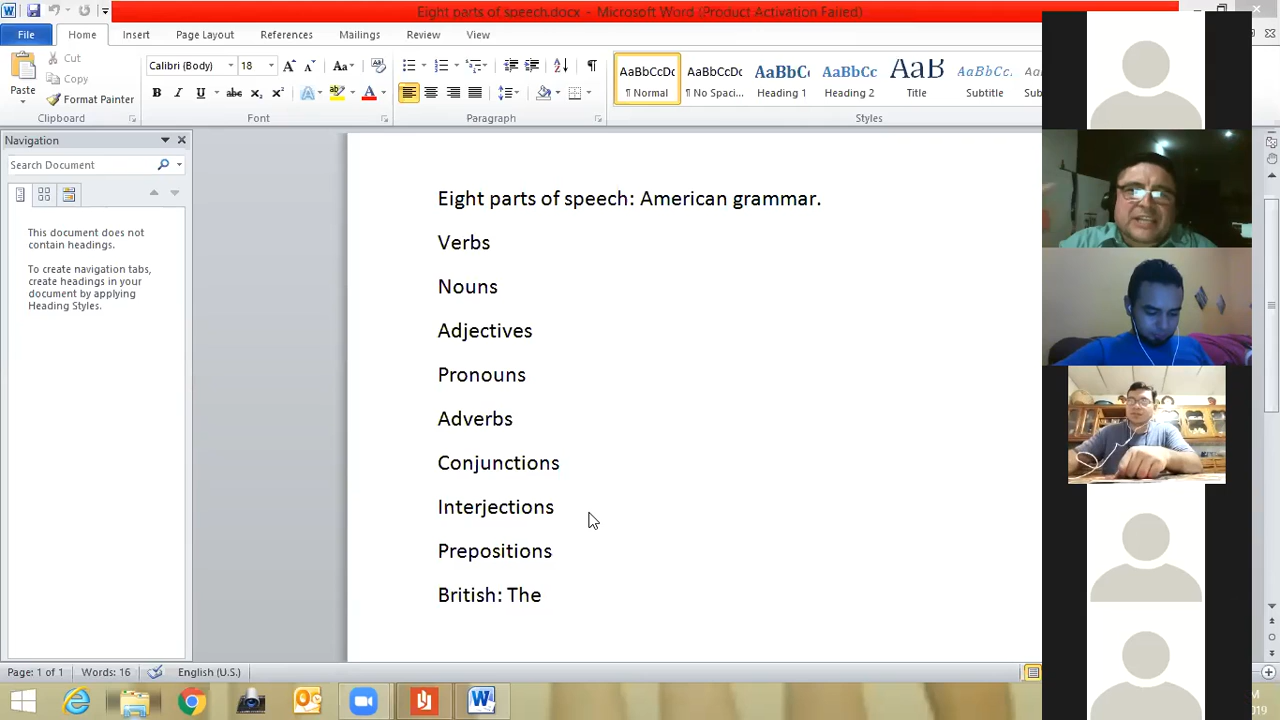 Eight parts of speech.docx - Microsoft Word (Product Activation Failed)
File Home Insert Page Layout References Mailings Review View
Paste Cut Copy Format Painter
Calibri (Body) 18
AaBbCcDc AaBbCcDc AaBbC AaBbCc AaB AaBbCcD
¶ Normal ¶ No Spaci... Heading 1 Heading 2 Title Subtitle
Clipboard Font Paragraph Styles
Navigation
Search Document
This document does not
contain headings.
To create navigation tabs,
create headings in your
document by applying
Heading Styles.
Eight parts of speech: American grammar.
Verbs
Nouns
Adjectives
Pronouns
Adverbs
Conjunctions
Interjections
Prepositions
British: The
Page: 1 of 1 Words: 16 English (U.S.)